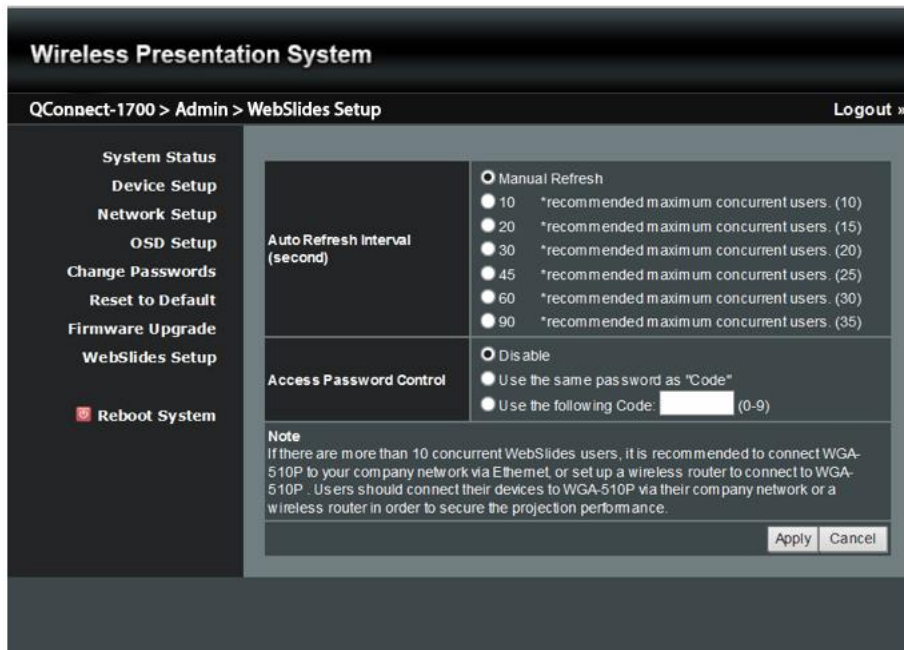 Wireless Presentation System
QConnect-1700 > Admin > WebSlides Setup
Logout »
System Status
Device Setup
Network Setup
OSD Setup
Change Passwords
Reset to Default
Firmware Upgrade
WebSlides Setup
Reboot System
Auto Refresh Interval
(second)
Manual Refresh
10 *recommended maximum concurrent users. (10)
20 *recommended maximum concurrent users. (15)
30 *recommended maximum concurrent users. (20)
45 *recommended maximum concurrent users. (25)
60 *recommended maximum concurrent users. (30)
90 *recommended maximum concurrent users. (35)
Access Password Control
Disable
Use the same password as "Code"
Use the following Code: (0-9)
Note
If there are more than 10 concurrent WebSlides users, it is recommended to connect WGA-
510P to your company network via Ethernet, or set up a wireless router to connect to WGA-
510P . Users should connect their devices to WGA-510P via their company network or a
wireless router in order to secure the projection performance.
Apply
Cancel